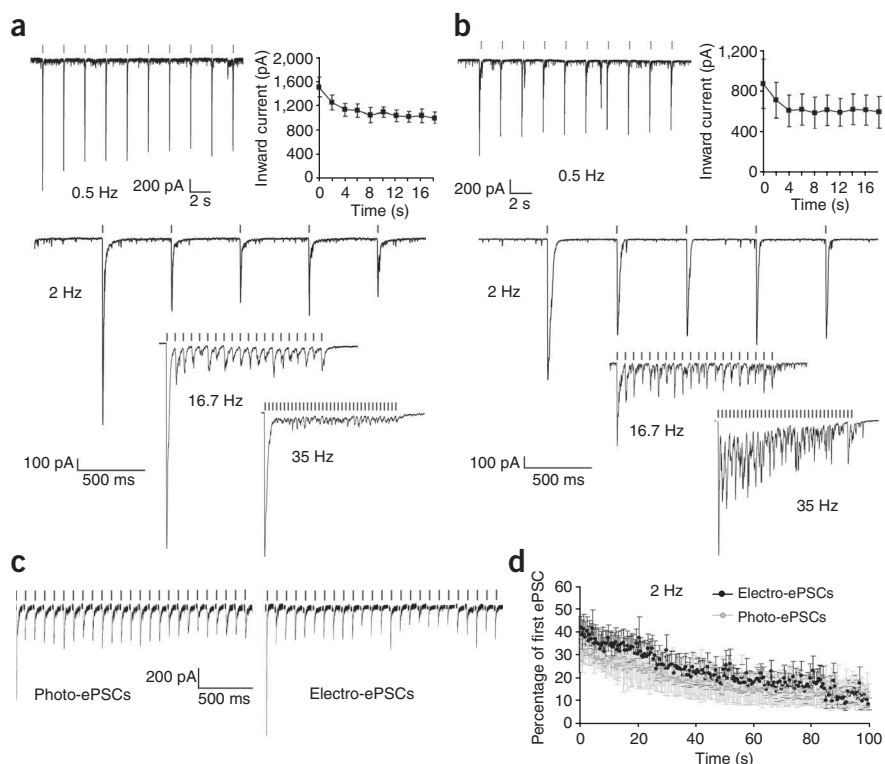 a
2,000
1,600
1,200
800
400
0
Inward current (pA)
0 4 8 12 16
Time (s)
0.5 Hz
200 pA
2 s
2 Hz
16.7 Hz
35 Hz
100 pA
500 ms
b
1,200
800
400
0
Inward current (pA)
0 4 8 12 16
Time (s)
0.5 Hz
200 pA
2 s
2 Hz
16.7 Hz
35 Hz
100 pA
500 ms
c
Photo-ePSCs
200 pA
500 ms
Electro-ePSCs
d
2 Hz
Electro-ePSCs
Photo-ePSCs
60
50
40
30
20
10
0
Percentage of first ePSC
0 20 40 60 80 100
Time (s)